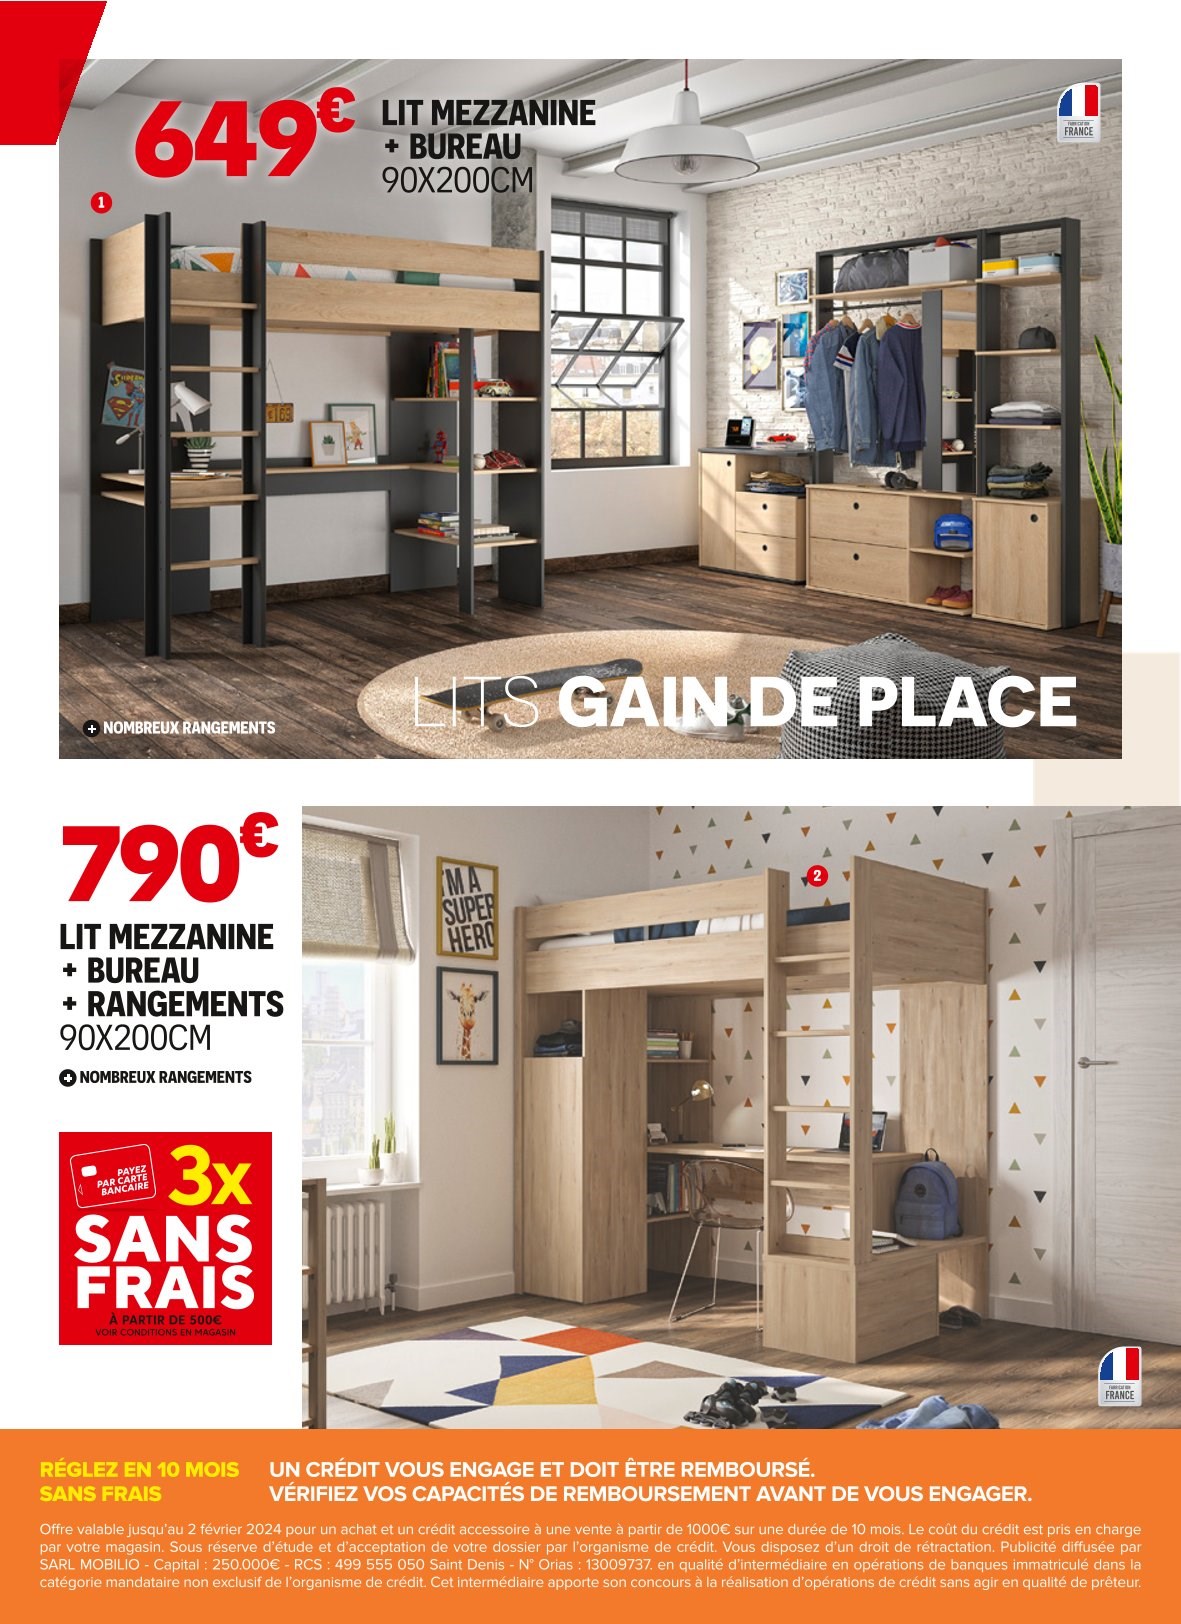 649€
LIT MEZZANINE
+ BUREAU
90X200CM
FABRICATION
FRANCE
1
SUPERMAN
LITS GAIN DE PLACE
+ NOMBREUX RANGEMENTS
790€
LIT MEZZANINE
+ BUREAU
+ RANGEMENTS
90X200CM
+ NOMBREUX RANGEMENTS
2
I'M A
SUPER
HERO
PAYEZ
PAR CARTE
BANCAIRE
3x
SANS
FRAIS
À PARTIR DE 500€
VOIR CONDITIONS EN MAGASIN
FABRICATION
FRANCE
RÉGLEZ EN 10 MOIS
SANS FRAIS
UN CRÉDIT VOUS ENGAGE ET DOIT ÊTRE REMBOURSÉ.
VÉRIFIEZ VOS CAPACITÉS DE REMBOURSEMENT AVANT DE VOUS ENGAGER.
Offre valable jusqu'au 2 février 2024 pour un achat et un crédit accessoire à une vente à partir de 1000€ sur une durée de 10 mois. Le coût du crédit est pris en charge
par votre magasin. Sous réserve d'étude et d'acceptation de votre dossier par l'organisme de crédit. Vous disposez d'un droit de rétractation. Publicité diffusée par
SARL MOBILIO - Capital : 250.000€ - RCS : 499 555 050 Saint Denis - N° Orias : 13009737. en qualité d'intermédiaire en opérations de banques immatriculé dans la
catégorie mandataire non exclusif de l'organisme de crédit. Cet intermédiaire apporte son concours à la réalisation d'opérations de crédit sans agir en qualité de prêteur.